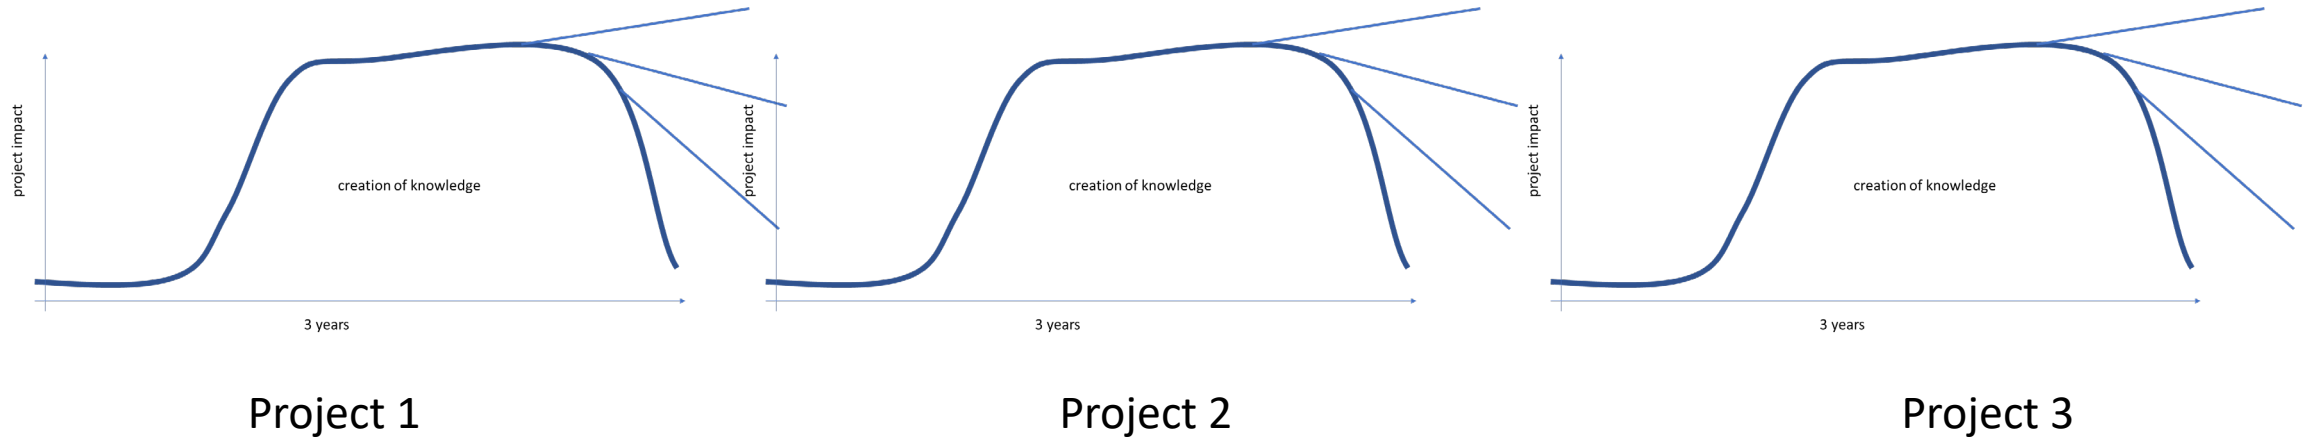 project impact
creation of knowledge
3 years
Project 1
project impact
creation of knowledge
3 years
Project 2
project impact
creation of knowledge
3 years
Project 3